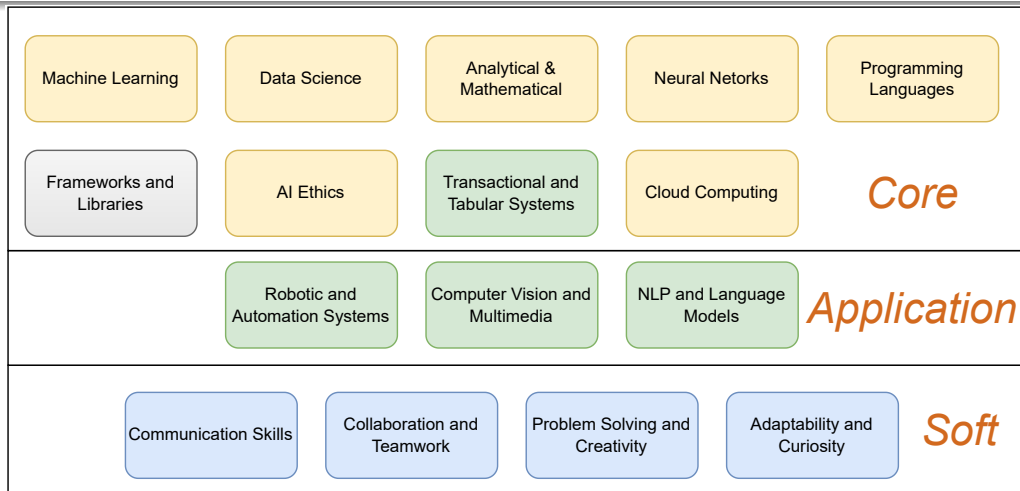 Machine Learning
Data Science
Analytical &
Mathematical
Neural Netorks
Programming
Languages
Frameworks and
Libraries
AI Ethics
Transactional and
Tabular Systems
Cloud Computing
Core
Robotic and
Automation Systems
Computer Vision and
Multimedia
NLP and Language
Models
Application
Communication Skills
Collaboration and
Teamwork
Problem Solving and
Creativity
Adaptability and
Curiosity
Soft